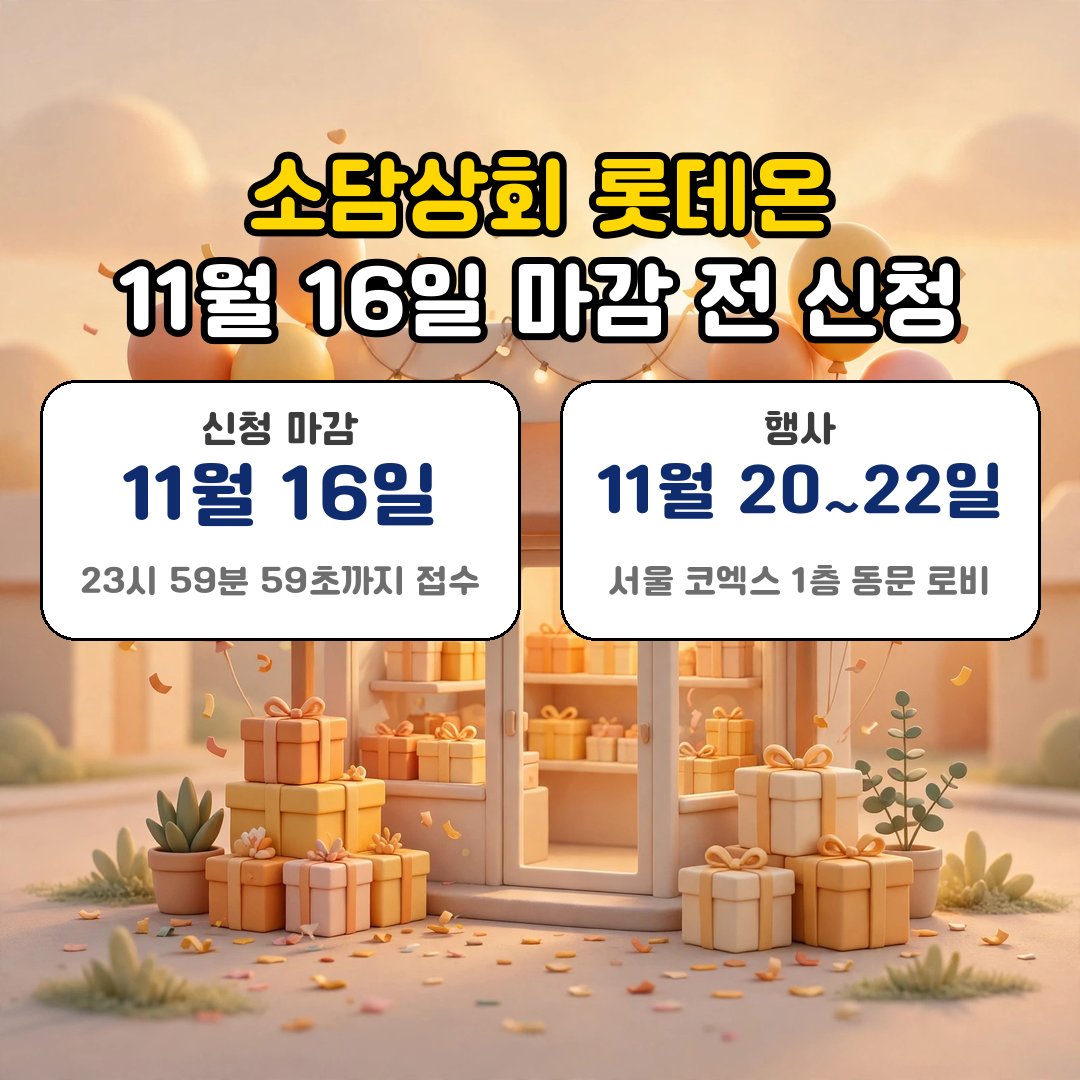 소담상회 롯데온
11월 16일 마감 전 신청
신청 마감
11월 16일
23시 59분 59초까지 접수
행사
11월 20~22일
서울 코엑스 1층 동문 로비